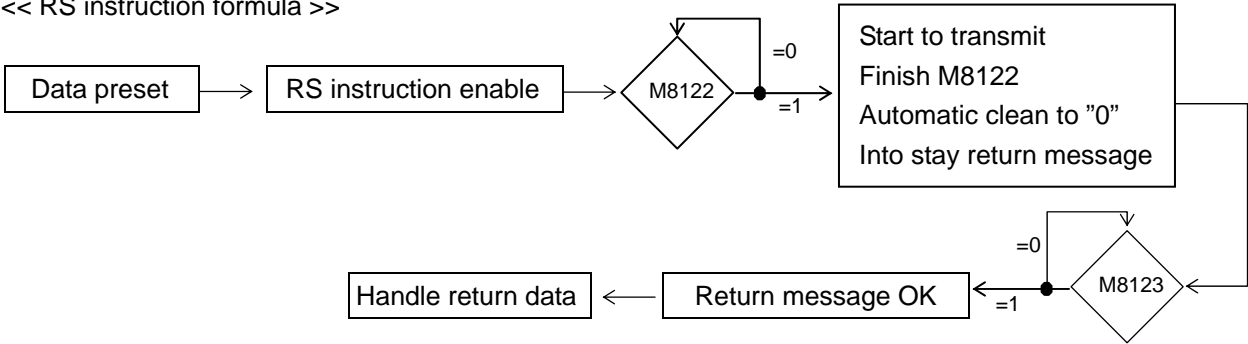 << RS instruction formula >>
Data preset
RS instruction enable
M8122
=0
=1
Start to transmit
Finish M8122
Automatic clean to ”0”
Into stay return message
M8123
=0
=1
Return message OK
Handle return data